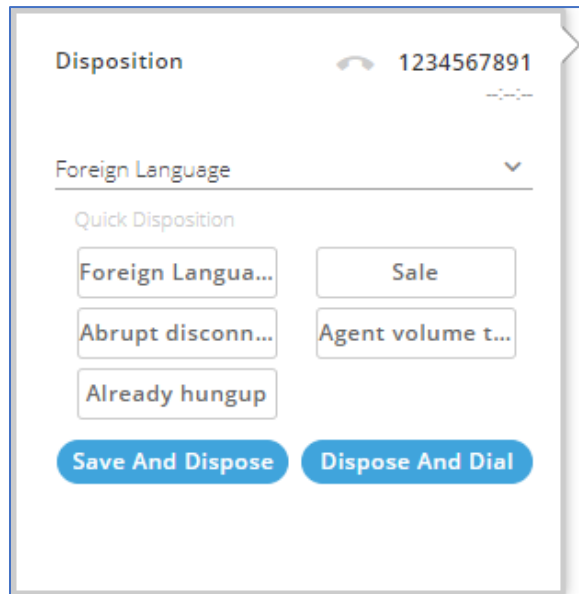 Disposition 1234567891
--:--:--
Foreign Language
Quick Disposition
Foreign Langua... Sale
Abrupt disconn... Agent volume t...
Already hungup
Save And Dispose Dispose And Dial